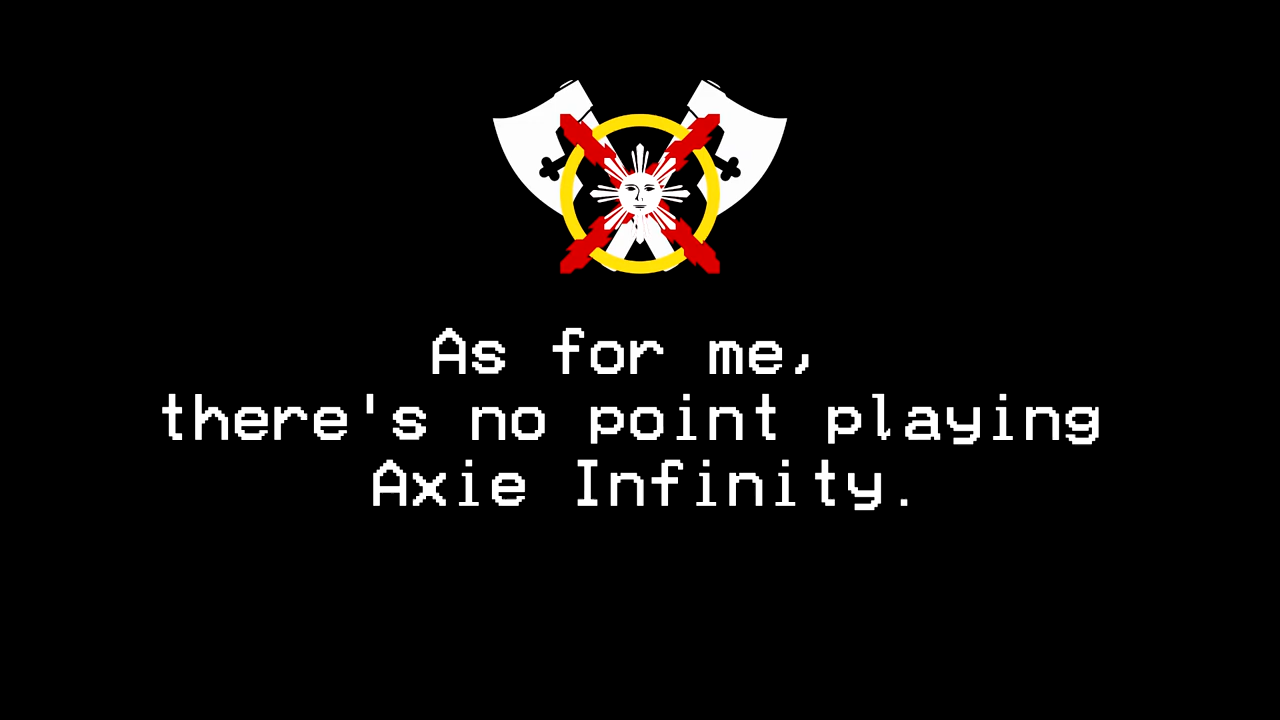 As for me,
there's no point playing
Axie Infinity.